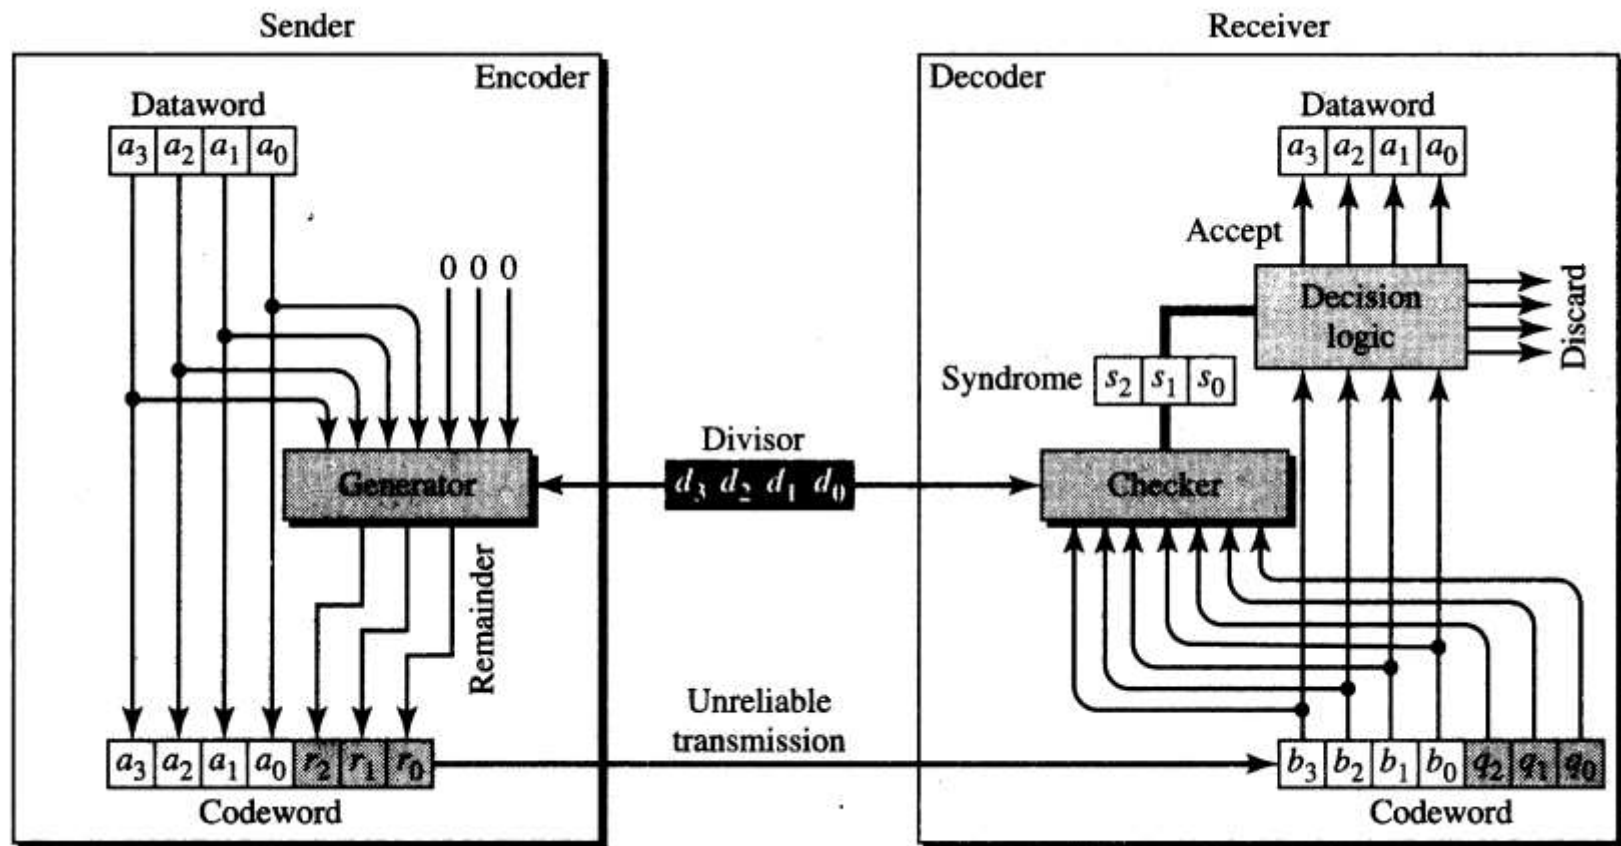 Sender
Encoder
Dataword
a3 a2 a1 a0
0 0 0
Generator
Remainder
a3 a2 a1 a0 r2 r1 r0
Codeword
Divisor
d3 d2 d1 d0
Unreliable
transmission
Receiver
Decoder
Dataword
a3 a2 a1 a0
Accept
Decision
logic
Discard
Syndrome s2 s1 s0
Checker
b3 b2 b1 b0 q2 q1 q0
Codeword